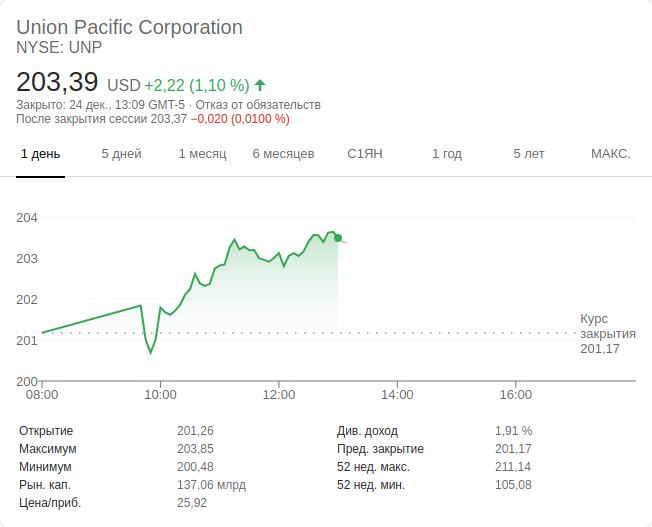 Union Pacific Corporation
NYSE: UNP
203,39 USD +2,22 (1,10 %)
Закрыто: 24 дек., 13:09 GMT-5 · Отказ от обязательств
После закрытия сессии 203,37 −0,020 (0,0100 %)
1 день 5 дней 1 месяц 6 месяцев С1ЯН 1 год 5 лет МАКС.
204
203
202
201
200
Курс
закрытия
201,17
08:00 10:00 12:00 14:00 16:00
Открытие 201,26 Див. доход 1,91 %
Максимум 203,85 Пред. закрытие 201,17
Минимум 200,48 52 нед. макс. 211,14
Рын. кап. 137,06 млрд 52 нед. мин. 105,08
Цена/приб. 25,92